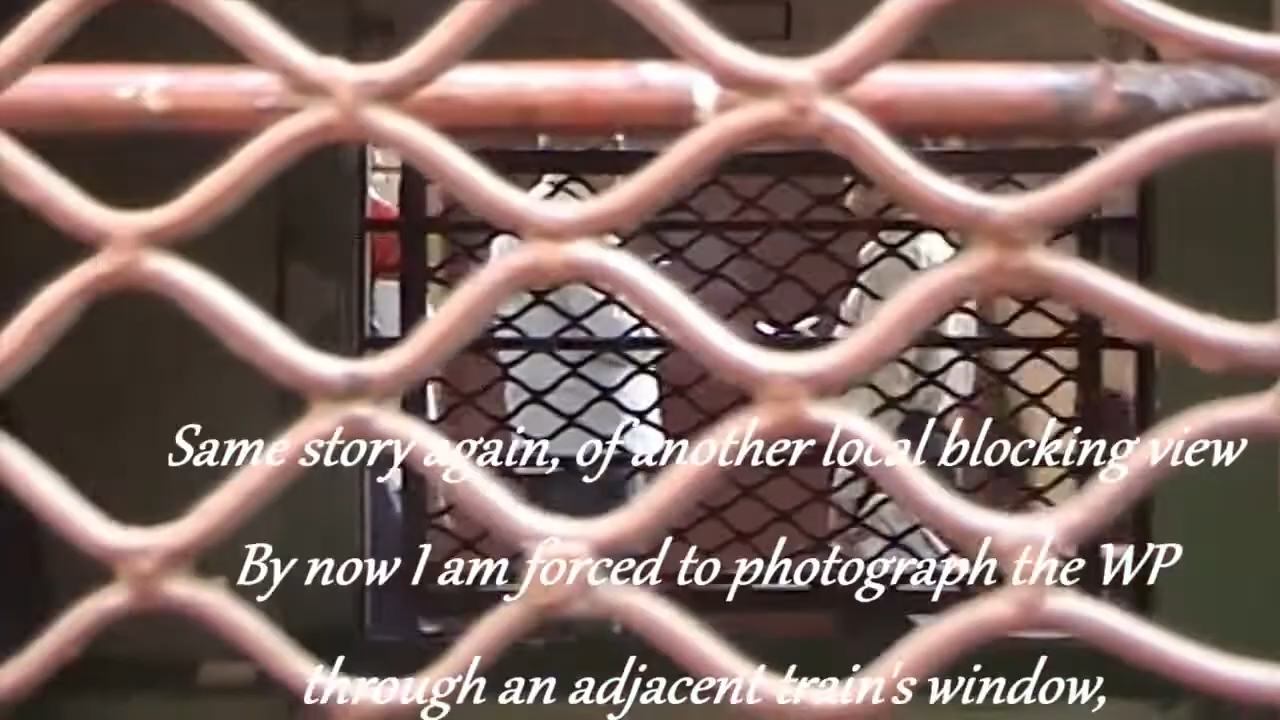 Same story again, of another local blocking view
By now I am forced to photograph the WP
through an adjacent train's window,